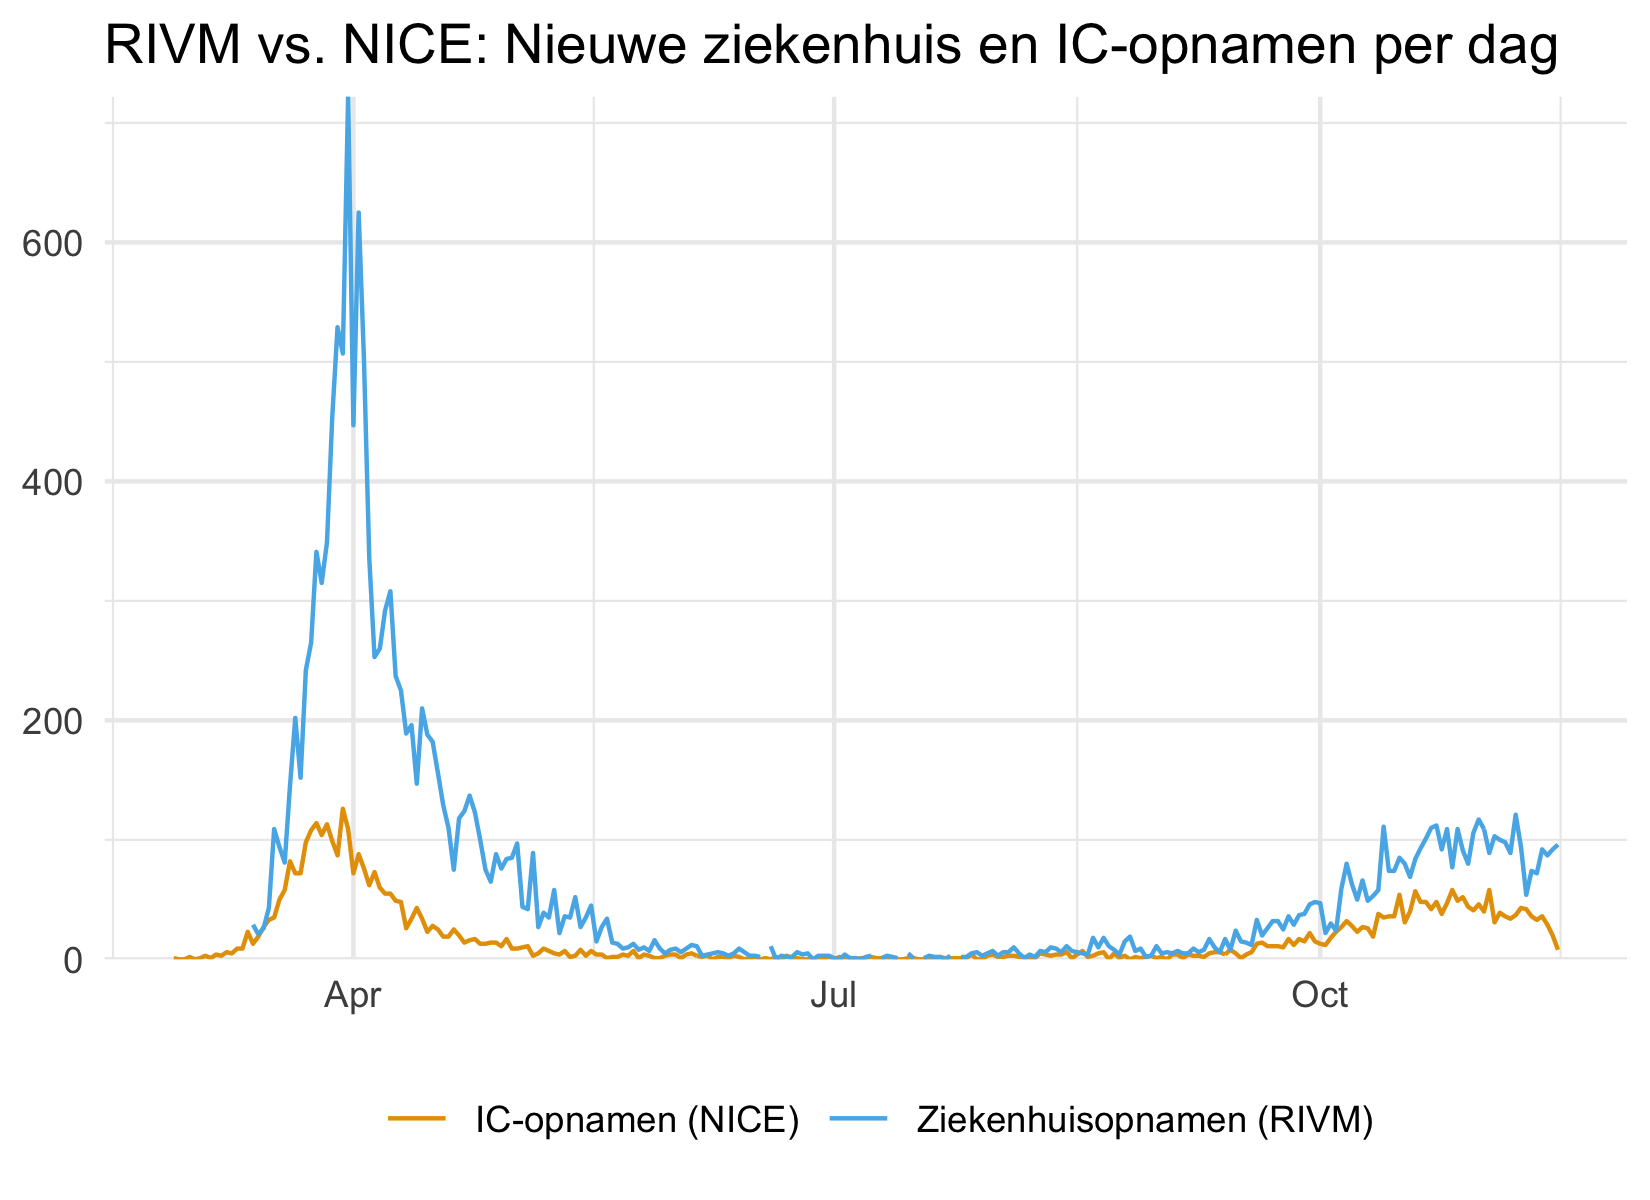 RIVM vs. NICE: Nieuwe ziekenhuis en IC-opnamen per dag
600
400
200
0
Apr Jul Oct
IC-opnamen (NICE) Ziekenhuisopnamen (RIVM)